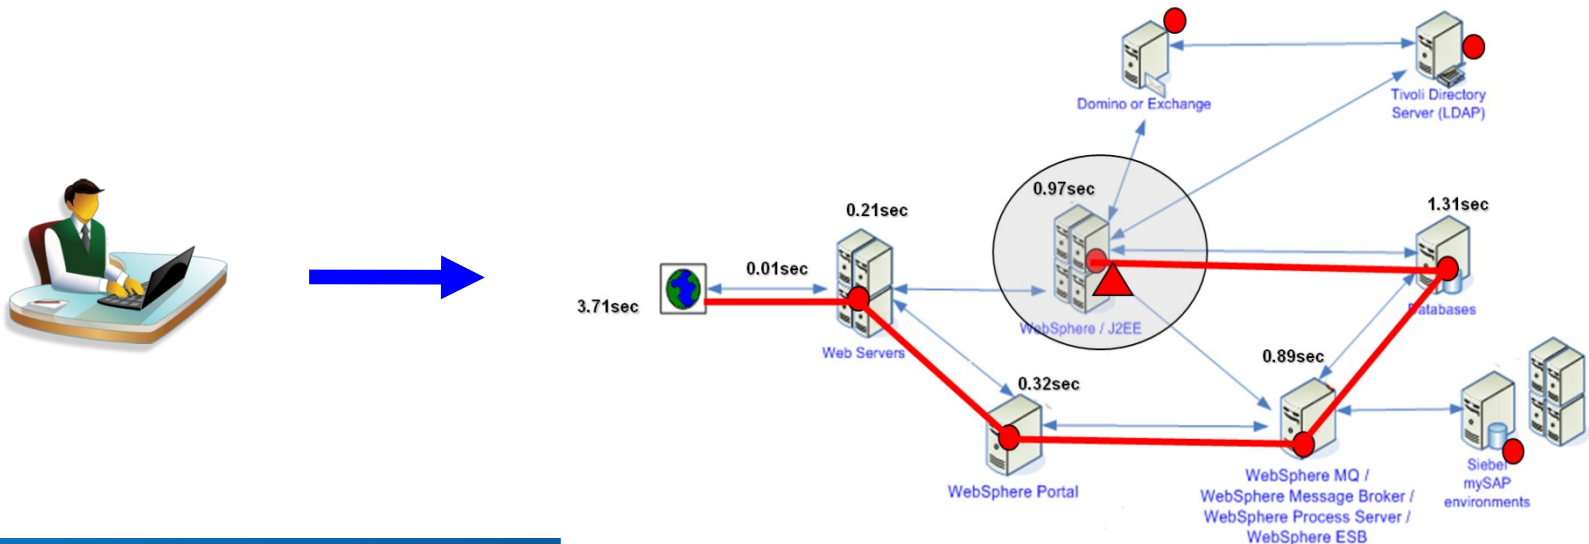 Domino or Exchange
Tivoli Directory
Server (LDAP)
0.97sec
1.31sec
0.21sec
0.01sec
3.71sec
WebSphere / J2EE
Databases
Web Servers
0.89sec
0.32sec
WebSphere Portal
WebSphere MQ /
WebSphere Message Broker /
WebSphere Process Server /
WebSphere ESB
Siebel
mySAP
environments